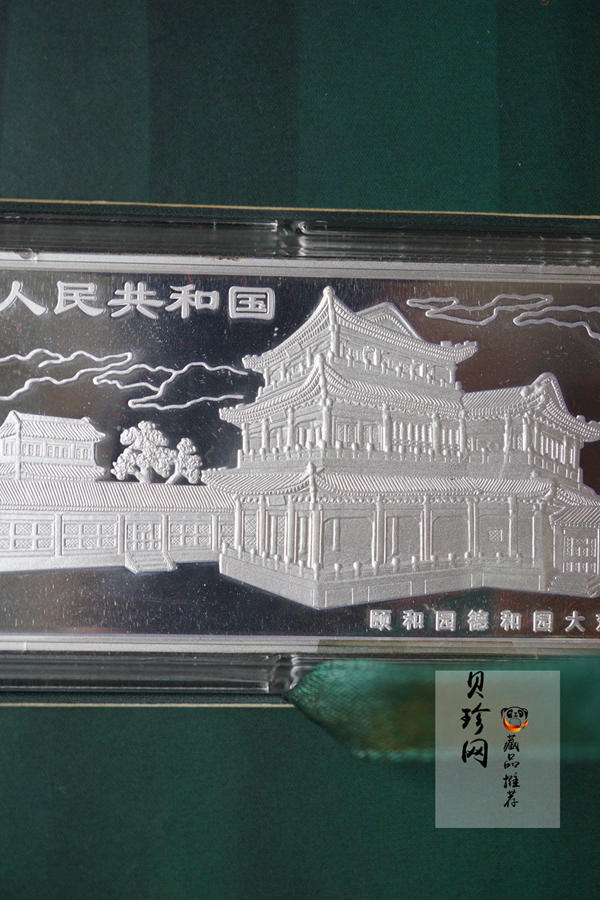 人民共和国
颐和园德和园大
贝珍网
藏品推荐